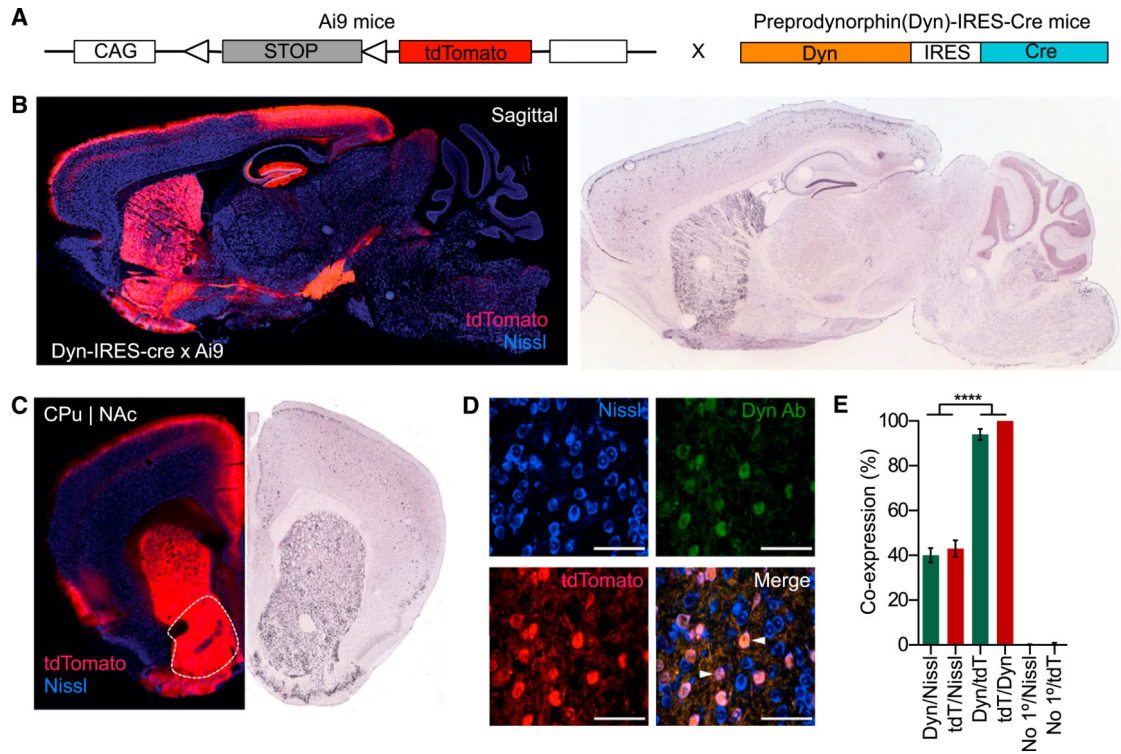 A
Ai9 mice
Preprodynorphin(Dyn)-IRES-Cre mice
CAG
STOP
tdTomato
X
Dyn
IRES
Cre
B
Sagittal
tdTomato
Nissl
Dyn-IRES-cre x Ai9
C
CPu | NAc
tdTomato
Nissl
D
Nissl
Dyn Ab
tdTomato
Merge
E
****
Co-expression (%)
100
80
60
40
20
0
Dyn/Nissl
tdT/Nissl
Dyn/tdT
tdT/Dyn
No 1º/Nissl
No 1º/tdT